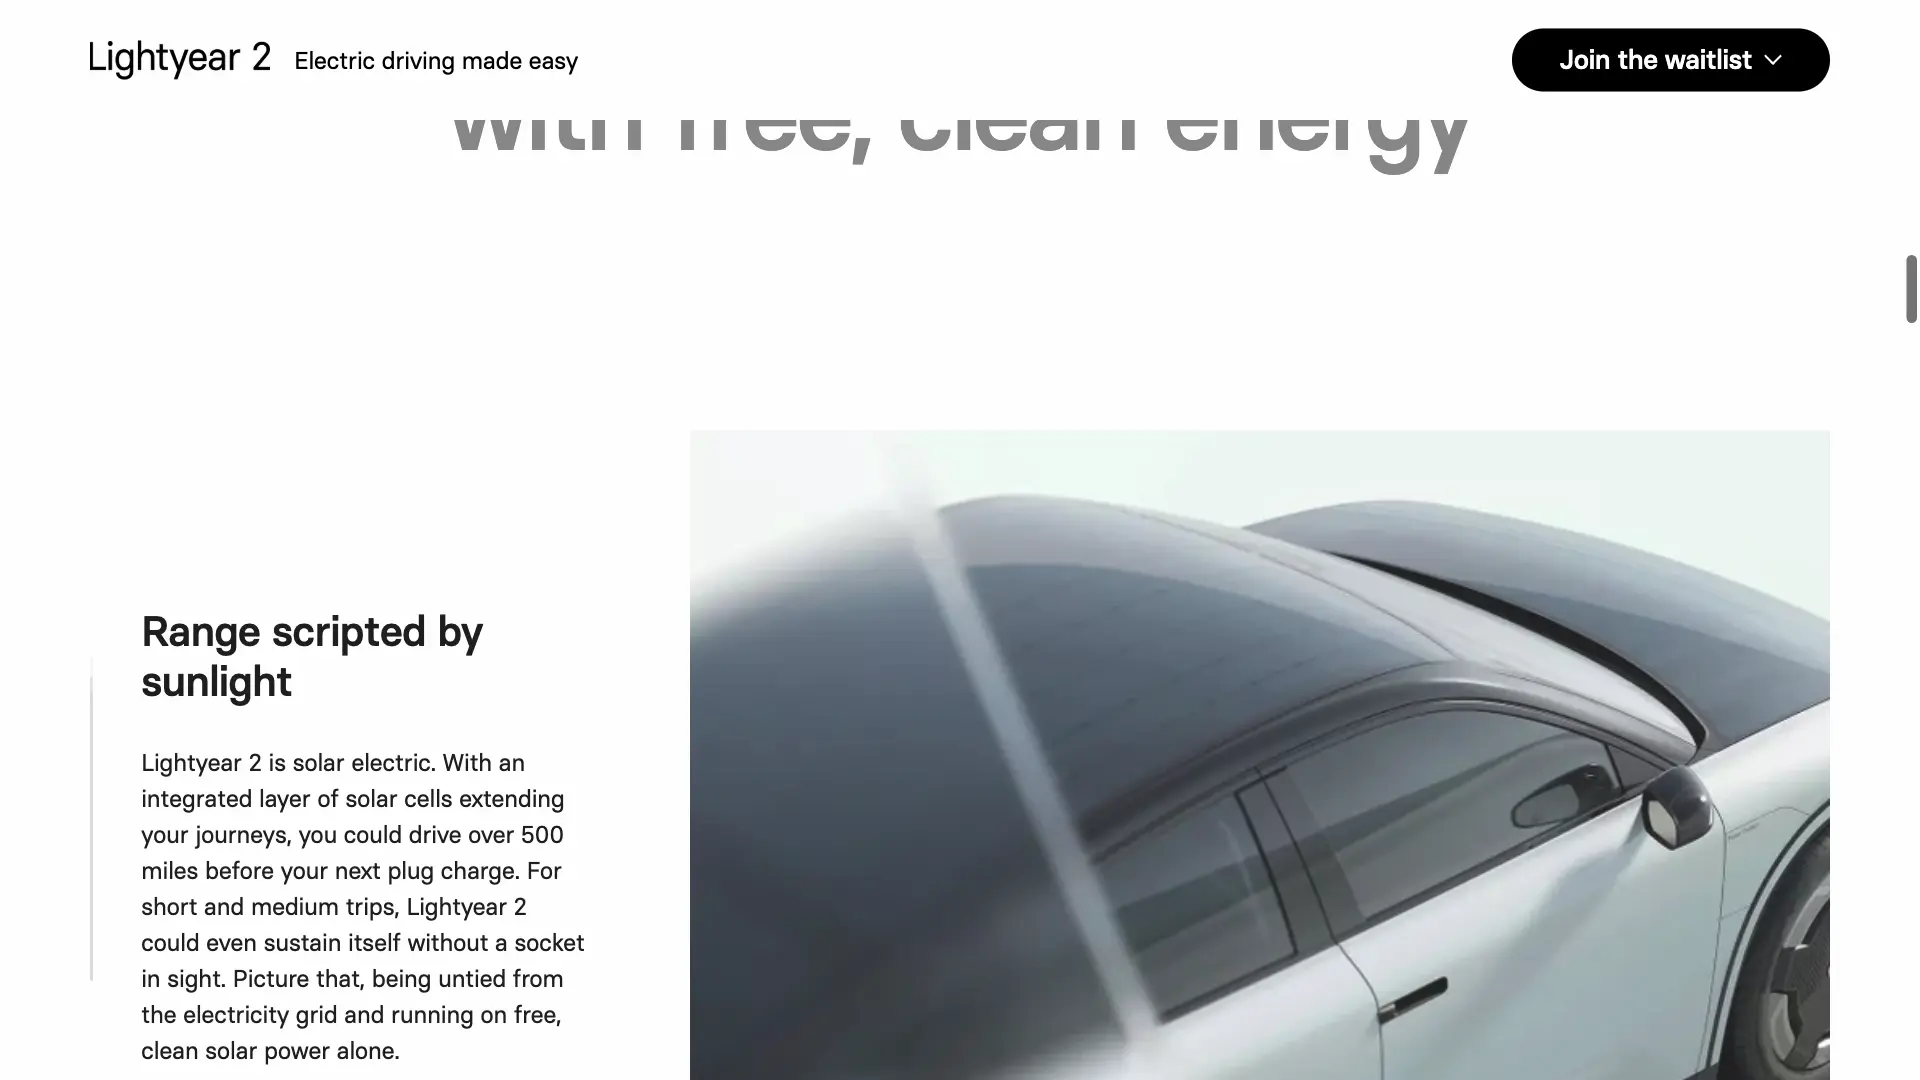 Lightyear 2 Electric driving made easy
Join the waitlist
with free, clean energy
Range scripted by
sunlight
Lightyear 2 is solar electric. With an
integrated layer of solar cells extending
your journeys, you could drive over 500
miles before your next plug charge. For
short and medium trips, Lightyear 2
could even sustain itself without a socket
in sight. Picture that, being untied from
the electricity grid and running on free,
clean solar power alone.